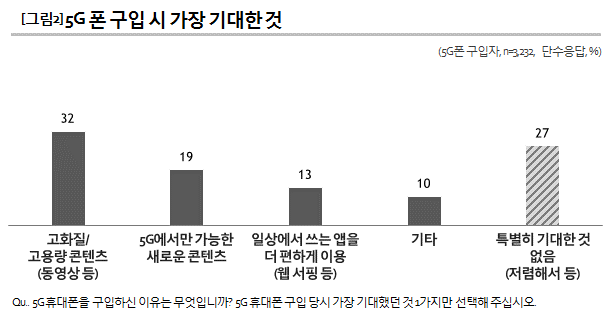 [그림2] 5G 폰 구입 시 가장 기대한 것
(5G폰 구입자, n=3,232, 단수응답, %)
32
19
13
10
27
고화질/
고용량 콘텐츠
(동영상 등)
5G에서만 가능한
새로운 콘텐츠
일상에서 쓰는 앱을
더 편하게 이용
(웹 서핑 등)
기타
특별히 기대한 것
없음
(저렴해서 등)
Qu.. 5G 휴대폰을 구입하신 이유는 무엇입니까? 5G 휴대폰 구입 당시 가장 기대했던 것 1가지만 선택해 주십시오.